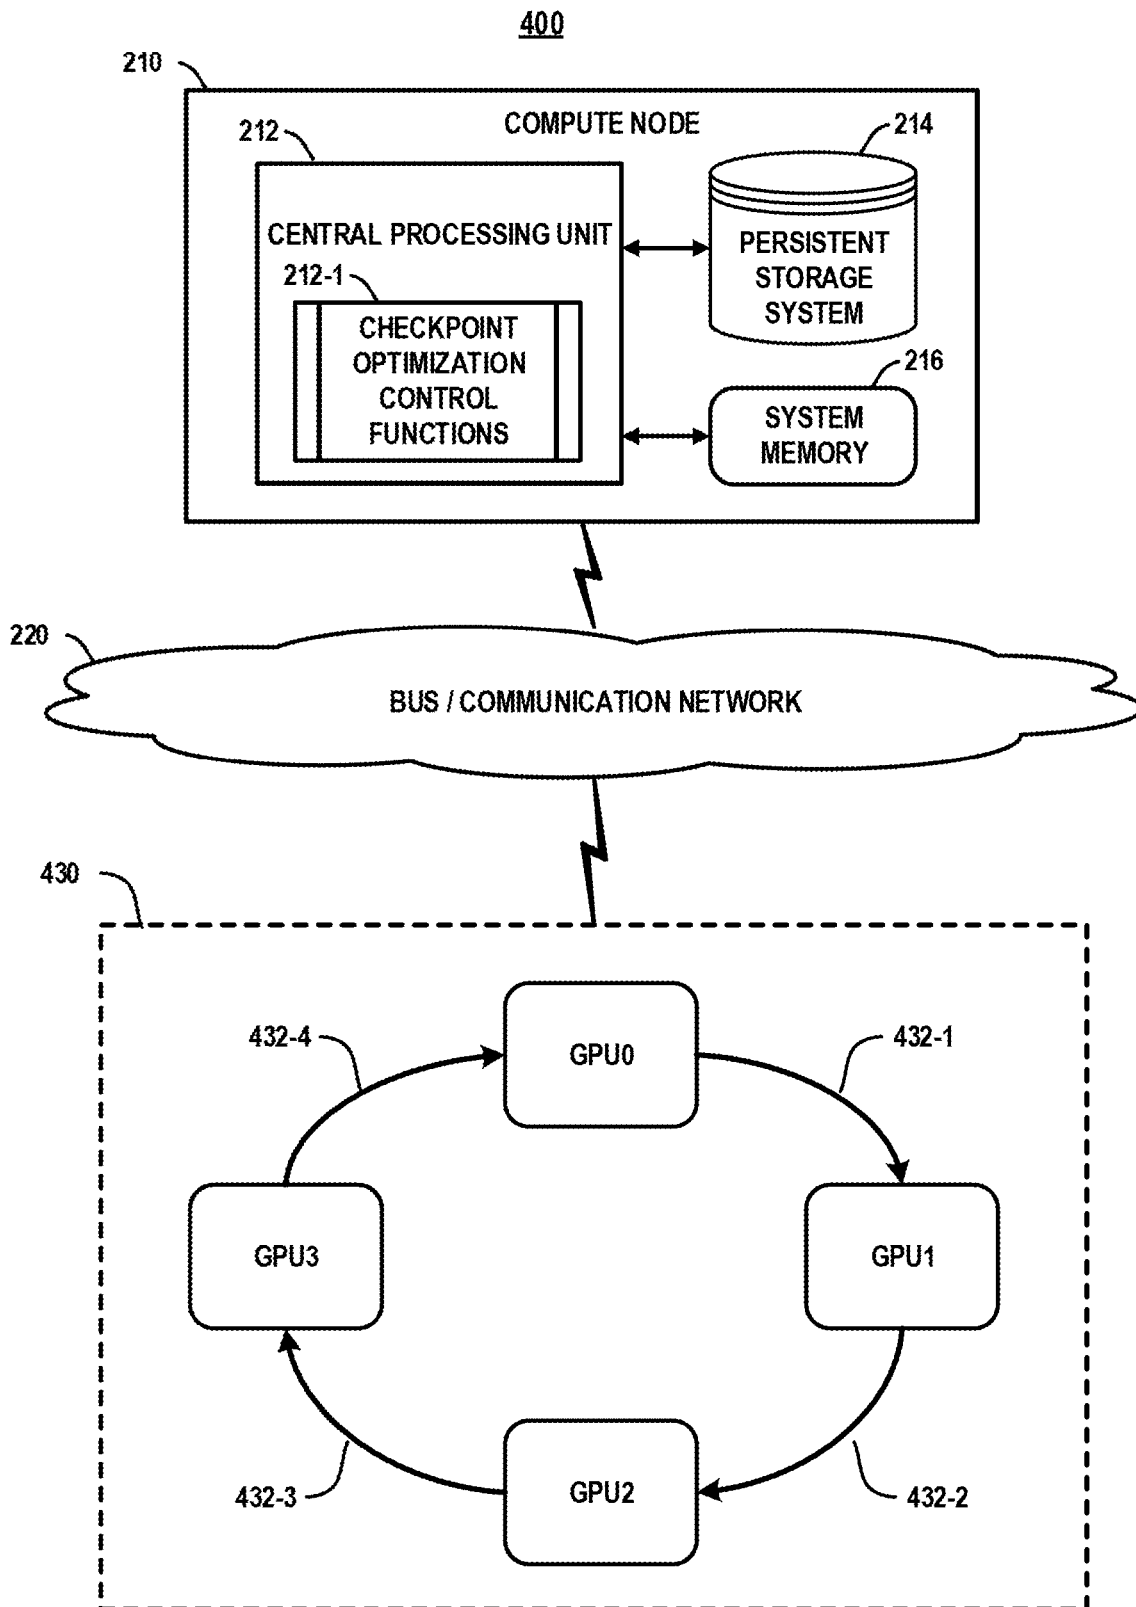 400
210
COMPUTE NODE
212
214
CENTRAL PROCESSING UNIT
212-1
CHECKPOINT
OPTIMIZATION
CONTROL
FUNCTIONS
PERSISTENT
STORAGE
SYSTEM
216
SYSTEM
MEMORY
220
BUS / COMMUNICATION NETWORK
430
432-4
GPU0
432-1
GPU3
GPU1
432-3
GPU2
432-2